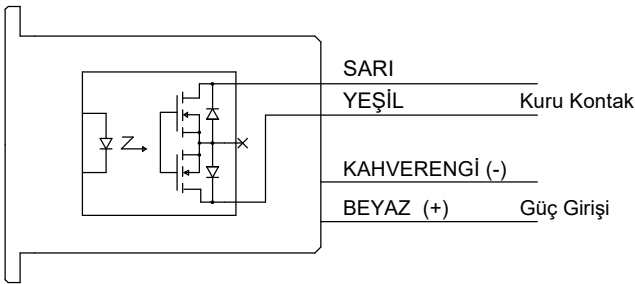 SARI
YEŞİL Kuru Kontak
KAHVERENGİ (-)
BEYAZ (+) Güç Girişi